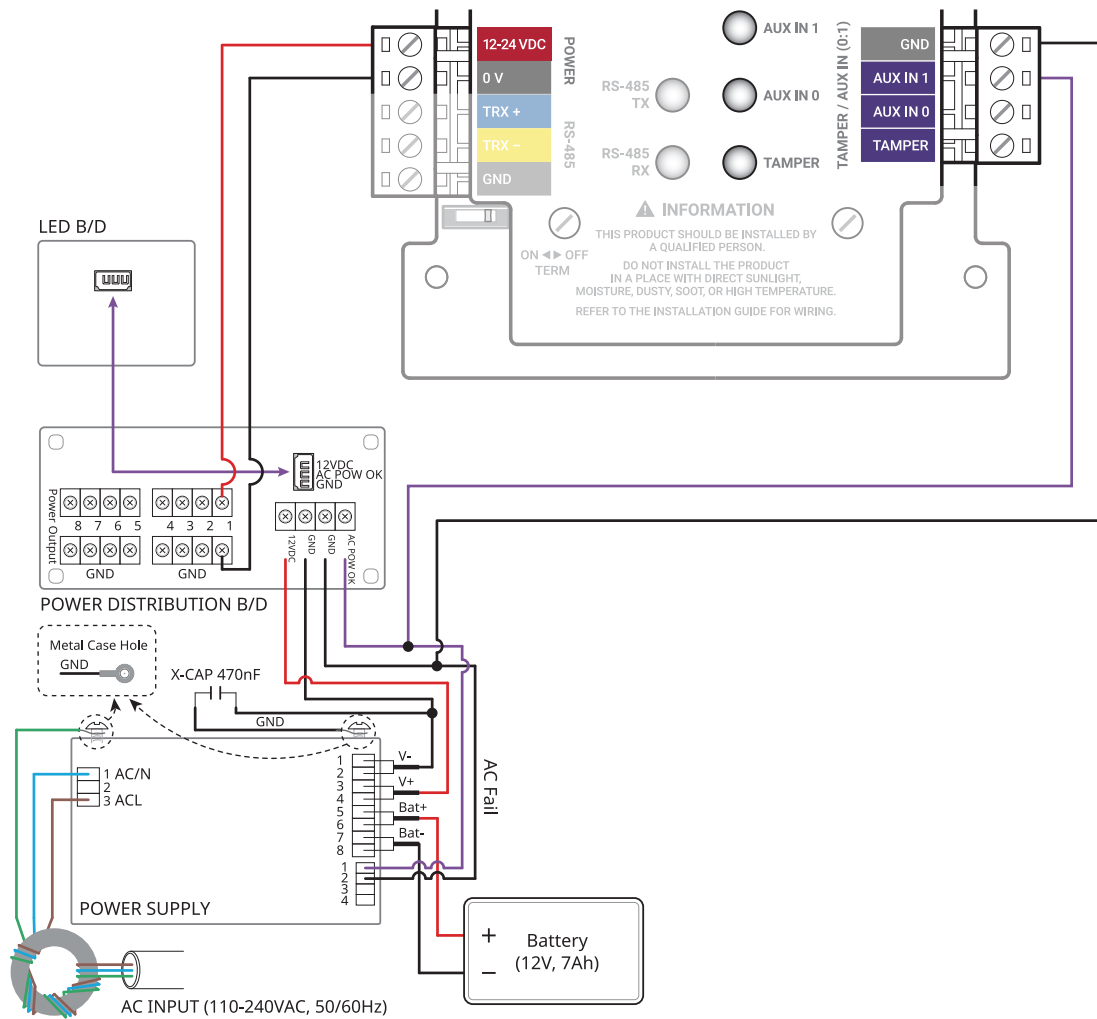 12-24 VDC
0 V
TRX +
TRX –
GND
POWER
RS-485
RS-485
TX
RS-485
RX
AUX IN 1
AUX IN 0
TAMPER
TAMPER / AUX IN (0:1)
GND
AUX IN 1
AUX IN 0
TAMPER
ON ◄► OFF
TERM
INFORMATION
THIS PRODUCT SHOULD BE INSTALLED BY
A QUALIFIED PERSON.
DO NOT INSTALL THE PRODUCT
IN A PLACE WITH DIRECT SUNLIGHT,
MOISTURE, DUSTY, SOOT, OR HIGH TEMPERATURE.
REFER TO THE INSTALLATION GUIDE FOR WIRING.
LED B/D
12VDC
AC POW OK
GND
Power Output
8 7 6 5
4 3 2 1
GND
GND
12VDC
GND
GND
AC POW OK
POWER DISTRIBUTION B/D
Metal Case Hole
GND
X-CAP 470nF
GND
1 AC/N
2
3 ACL
1
2
3
4
5
6
7
8
V-
V+
Bat+
Bat-
1
2
3
4
AC Fail
POWER SUPPLY
+
–
Battery
(12V, 7Ah)
AC INPUT (110-240VAC, 50/60Hz)